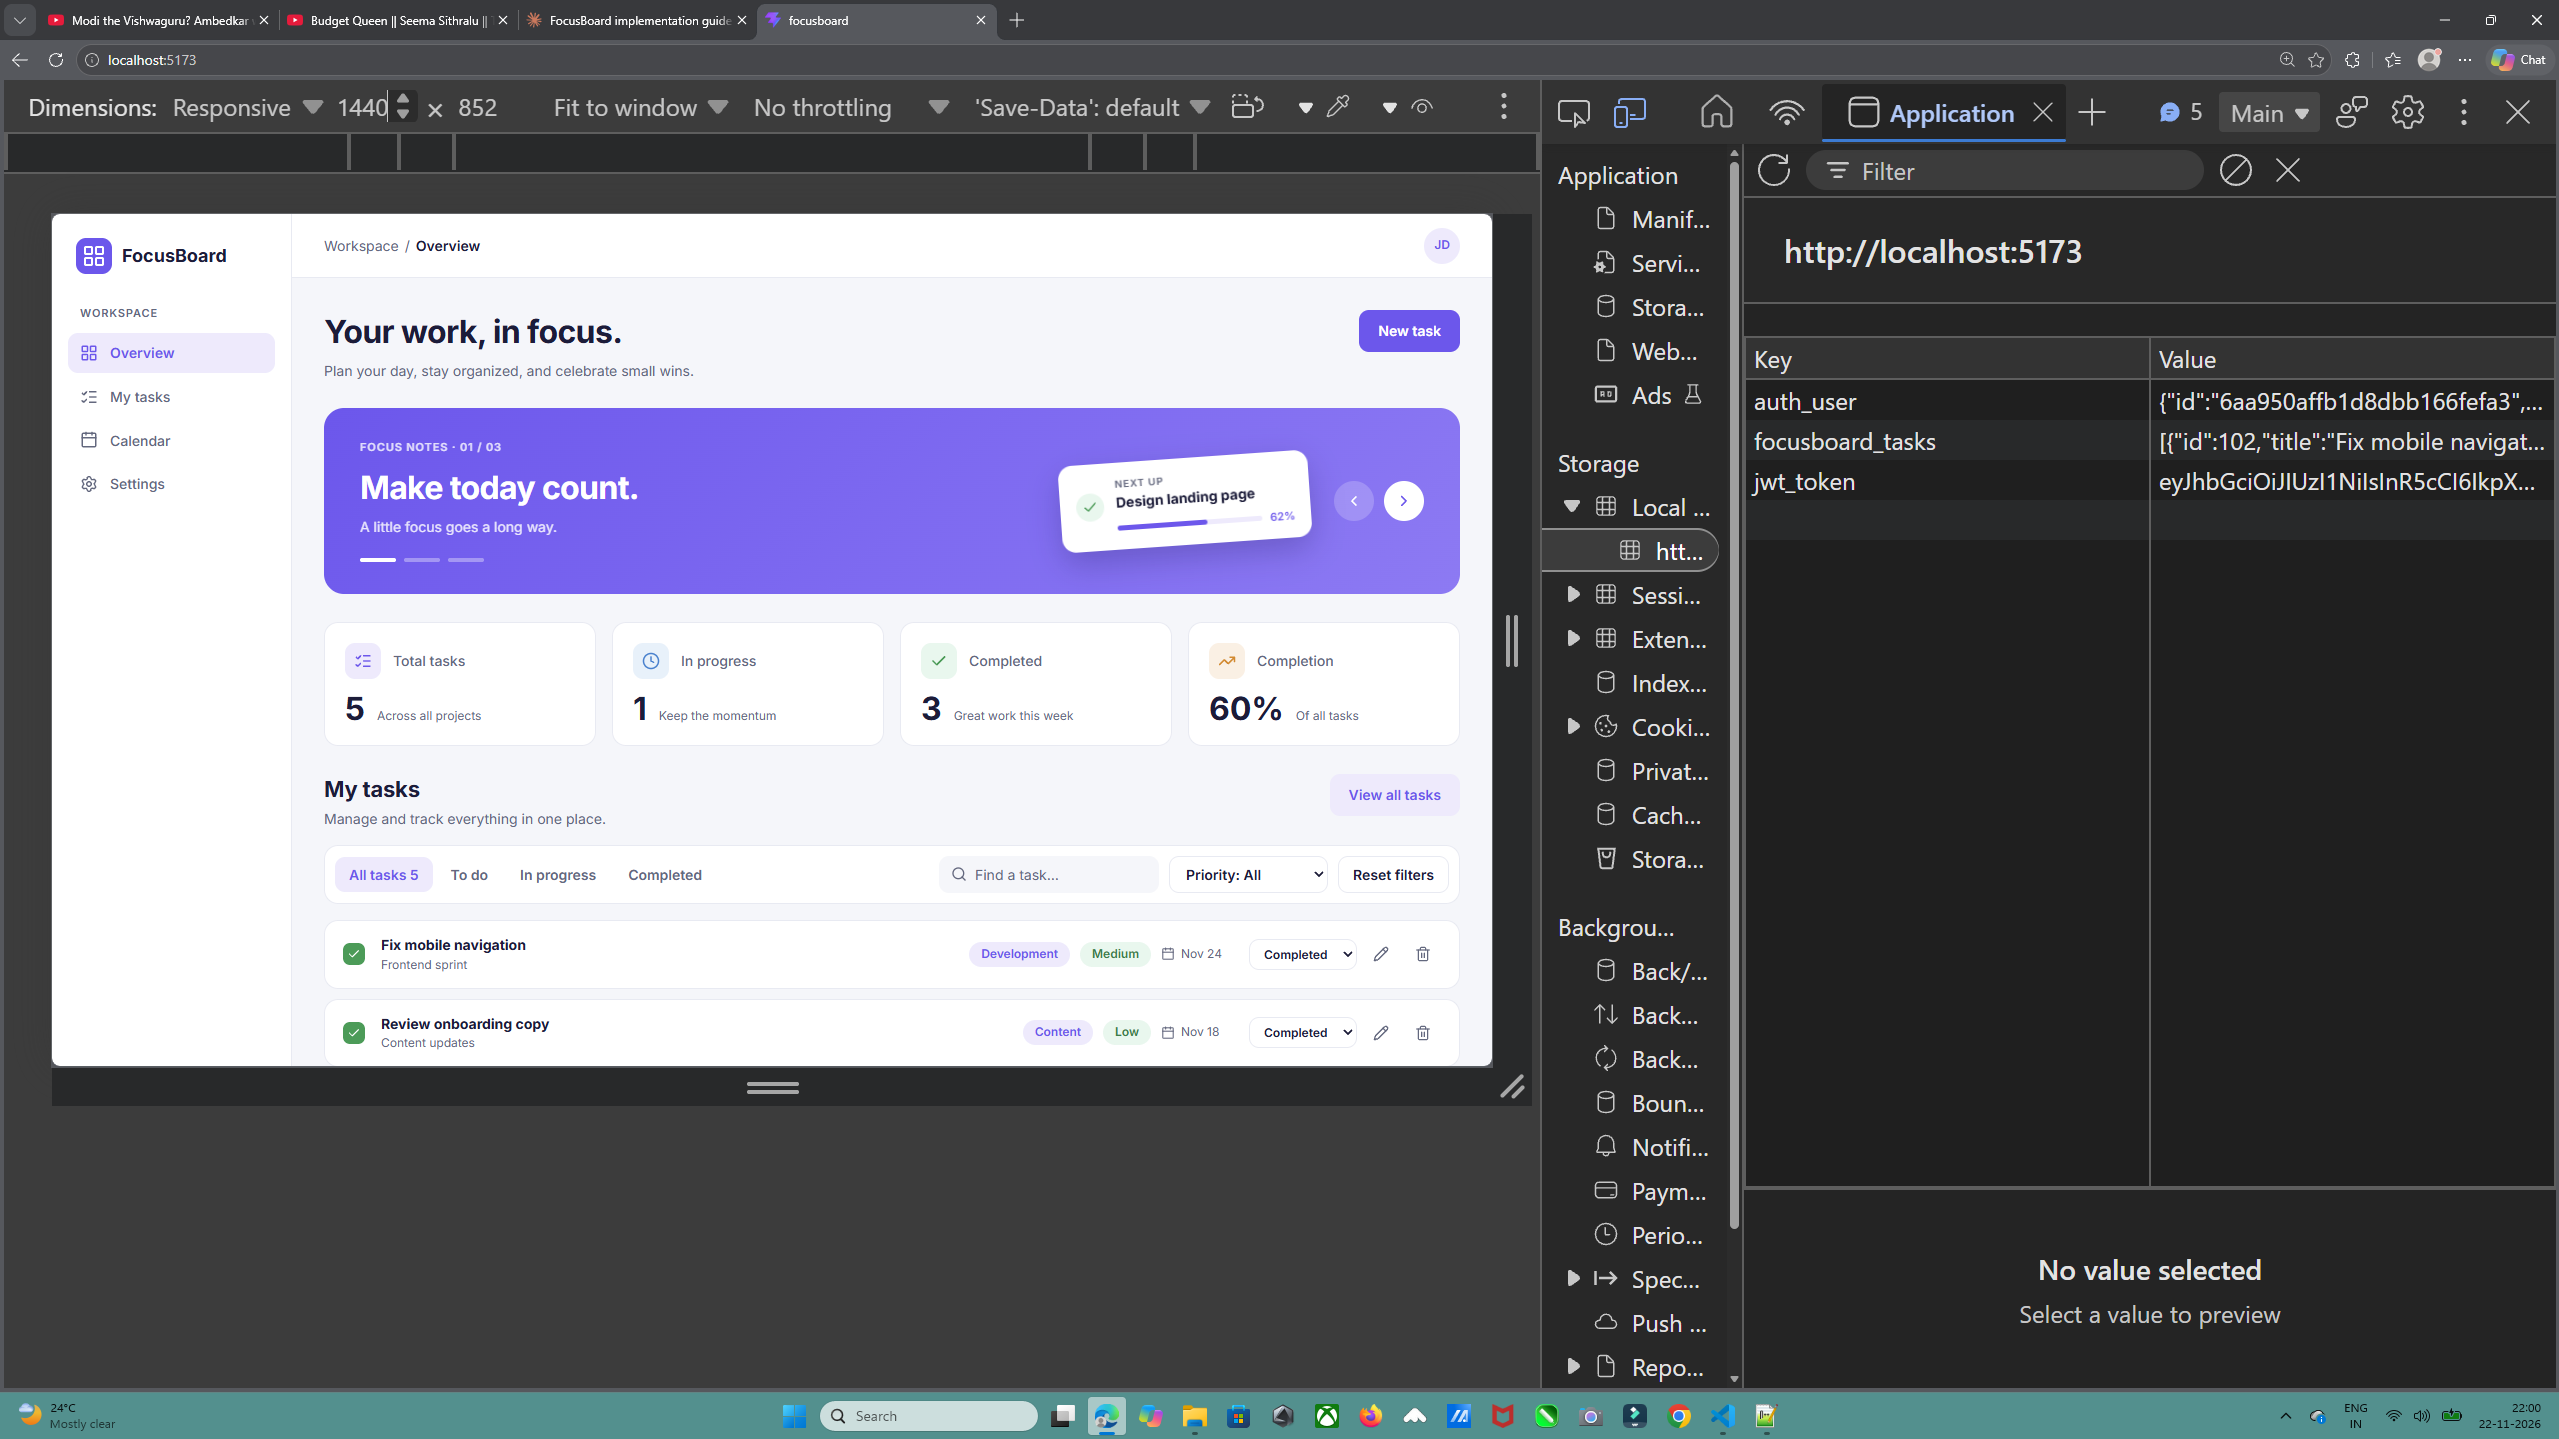 Modi the Vishwaguru? Ambedkar
Budget Queen || Seema Sithralu ||
FocusBoard implementation guide
focusboard
localhost:5173
Chat
Dimensions: Responsive 1440 × 852 Fit to window No throttling 'Save-Data': default
Application 5 Main
FocusBoard
WORKSPACE
Overview
My tasks
Calendar
Settings
Workspace / Overview
JD
Your work, in focus.
New task
Plan your day, stay organized, and celebrate small wins.
FOCUS NOTES · 01 / 03
Make today count.
A little focus goes a long way.
NEXT UP
Design landing page
62%
Total tasks
5 Across all projects
In progress
1 Keep the momentum
Completed
3 Great work this week
Completion
60% Of all tasks
My tasks
View all tasks
Manage and track everything in one place.
All tasks 5 To do In progress Completed Find a task... Priority: All Reset filters
Fix mobile navigation
Frontend sprint
Development Medium Nov 24 Completed
Review onboarding copy
Content updates
Content Low Nov 18 Completed
Application
Manif...
Servi...
Stora...
Web...
Ads
Storage
Local ...
htt...
Sessi...
Exten...
Index...
Cooki...
Privat...
Cach...
Stora...
Backgrou...
Back/...
Back...
Back...
Boun...
Notifi...
Paym...
Perio...
Spec...
Push ...
Repo...
Filter
http://localhost:5173
Key Value
auth_user {"id":"6aa950affb1d8dbb166fefa3",...
focusboard_tasks [{"id":102,"title":"Fix mobile navigat...
jwt_token eyJhbGciOiJIUzI1NiIsInR5cCI6IkpX...
No value selected
Select a value to preview
24°C
Mostly clear
Search
ENG
IN
22:00
22-11-2026